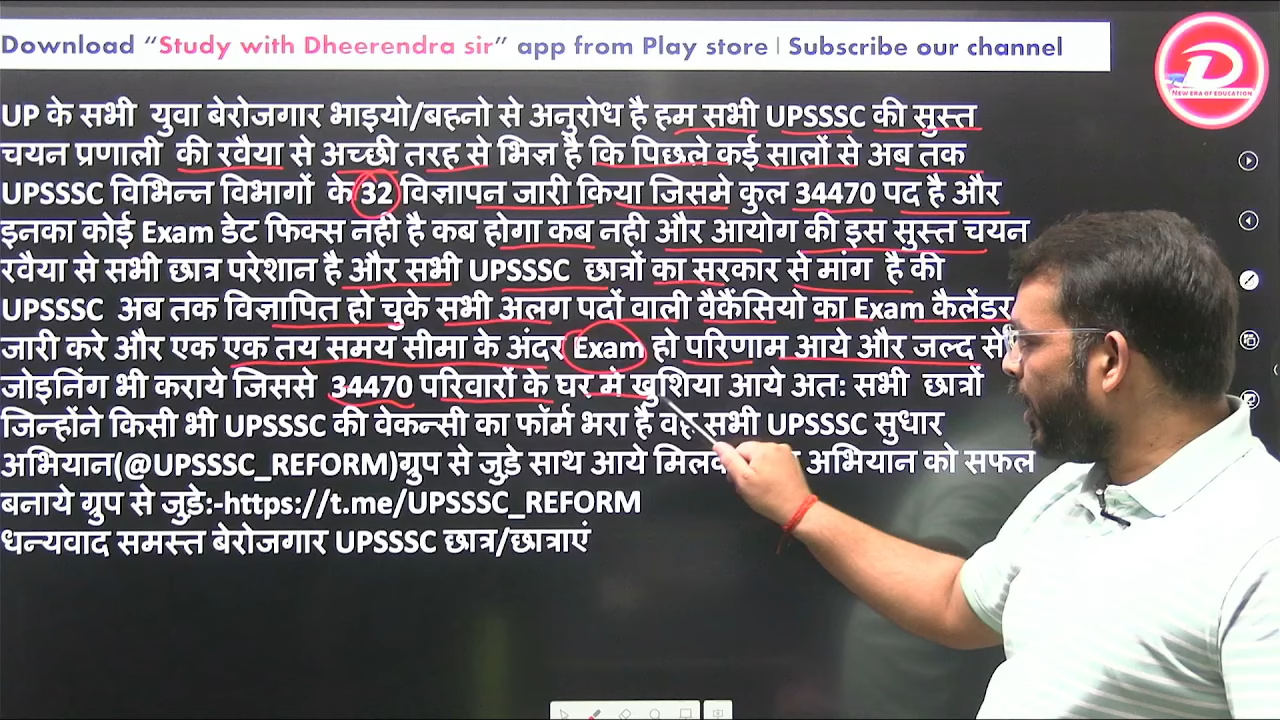 Download “Study with Dheerendra sir” app from Play store | Subscribe our channel
D
NEW ERA OF EDUCATION
UP के सभी युवा बेरोजगार भाइयो/बहनो से अनुरोध है हम सभी UPSSSC की सुस्त
चयन प्रणाली की रवैया से अच्छी तरह से भिज्ञ है कि पिछले कई सालों से अब तक
UPSSSC विभिन्न विभागों के 32 विज्ञापन जारी किया जिसमे कुल 34470 पद है और
इनका कोई Exam डेट फिक्स नही है कब होगा कब नही और आयोग की इस सुस्त चयन
रवैया से सभी छात्र परेशान है और सभी UPSSSC छात्रों का सरकार से मांग है की
UPSSSC अब तक विज्ञापित हो चुके सभी अलग पदों वाली वैकैंसियो का Exam कैलेंडर
जारी करे और एक एक तय समय सीमा के अंदर Exam हो परिणाम आये और जल्द से
जोइनिंग भी कराये जिससे 34470 परिवारों के घर मे खुशिया आये अत: सभी छात्रों
जिन्होंने किसी भी UPSSSC की वेकन्सी का फॉर्म भरा है वह सभी UPSSSC सुधार
अभियान(@UPSSSC_REFORM)ग्रुप से जुड़े साथ आये अभियान को सफल
बनाये ग्रुप से जुड़े:-https://t.me/UPSSSC_REFORM
धन्यवाद समस्त बेरोजगार UPSSSC छात्र/छात्राएं